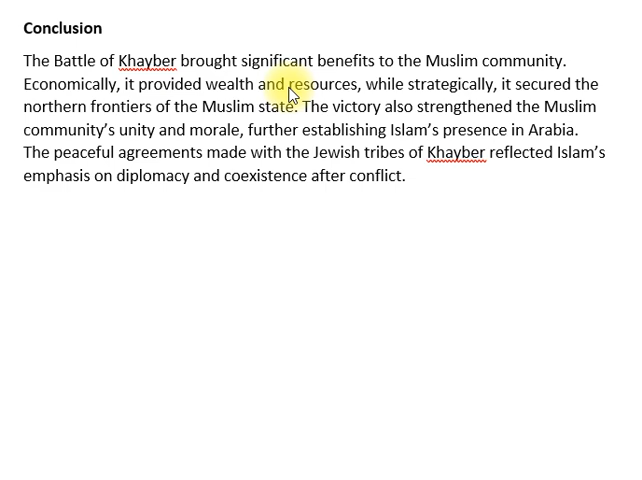 Conclusion
The Battle of Khayber brought significant benefits to the Muslim community.
Economically, it provided wealth and resources, while strategically, it secured the
northern frontiers of the Muslim state. The victory also strengthened the Muslim
community’s unity and morale, further establishing Islam’s presence in Arabia.
The peaceful agreements made with the Jewish tribes of Khayber reflected Islam’s
emphasis on diplomacy and coexistence after conflict.